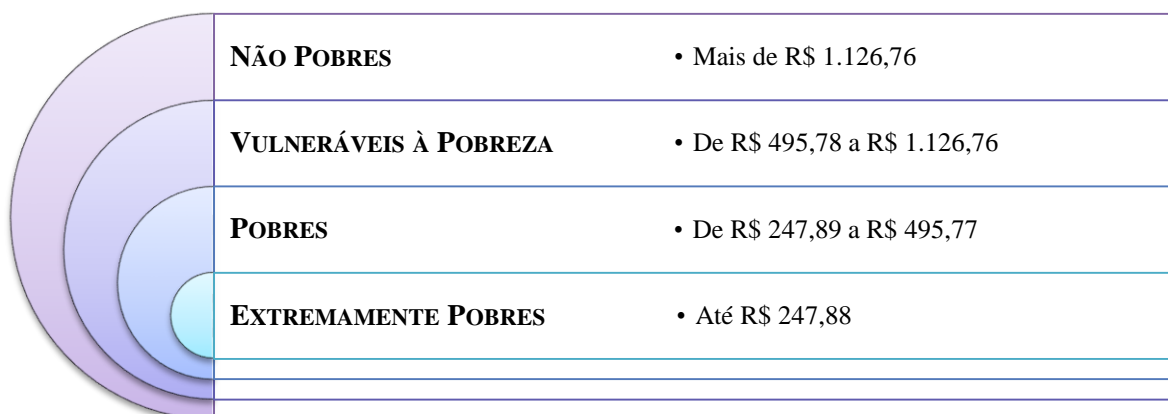 NÃO POBRES • Mais de R$ 1.126,76
VULNERÁVEIS À POBREZA • De R$ 495,78 a R$ 1.126,76
POBRES • De R$ 247,89 a R$ 495,77
EXTREMAMENTE POBRES • Até R$ 247,88